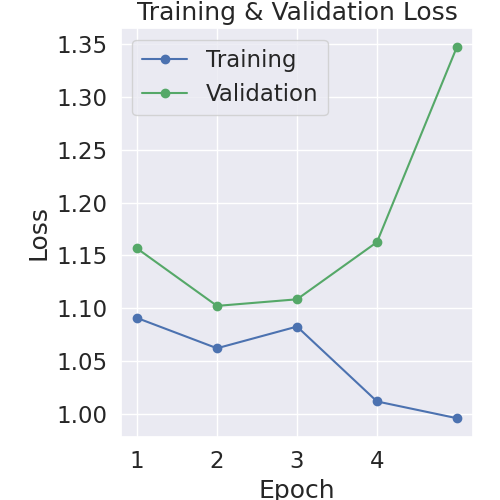 Training & Validation Loss
Training
Validation
Loss
1.35
1.30
1.25
1.20
1.15
1.10
1.05
1.00
1 2 3 4
Epoch